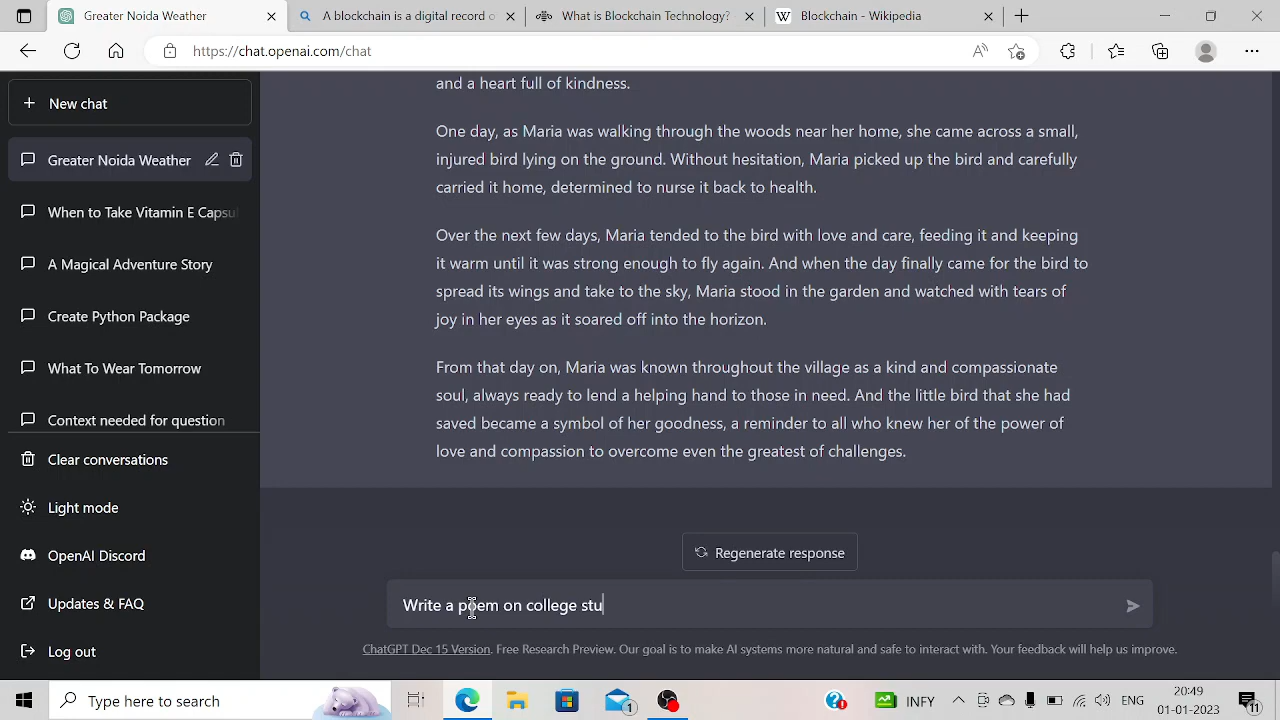 Greater Noida Weather
A blockchain is a digital
What is Blockchain Technology?
Blockchain - Wikipedia
https://chat.openai.com/chat
New chat
Greater Noida Weather
When to Take Vitamin E Capsul
A Magical Adventure Story
Create Python Package
What To Wear Tomorrow
Context needed for question
Clear conversations
Light mode
OpenAI Discord
Updates & FAQ
Log out
and a heart full of kindness.
One day, as Maria was walking through the woods near her home, she came across a small,
injured bird lying on the ground. Without hesitation, Maria picked up the bird and carefully
carried it home, determined to nurse it back to health.
Over the next few days, Maria tended to the bird with love and care, feeding it and keeping
it warm until it was strong enough to fly again. And when the day finally came for the bird to
spread its wings and take to the sky, Maria stood in the garden and watched with tears of
joy in her eyes as it soared off into the horizon.
From that day on, Maria was known throughout the village as a kind and compassionate
soul, always ready to lend a helping hand to those in need. And the little bird that she had
saved became a symbol of her goodness, a reminder to all who knew her of the power of
love and compassion to overcome even the greatest of challenges.
Regenerate response
Write a poem on college stu
ChatGPT Dec 15 Version. Free Research Preview. Our goal is to make AI systems more natural and safe to interact with. Your feedback will help us improve.
Type here to search
1
INFY
ENG
20:49
01-01-2023
11